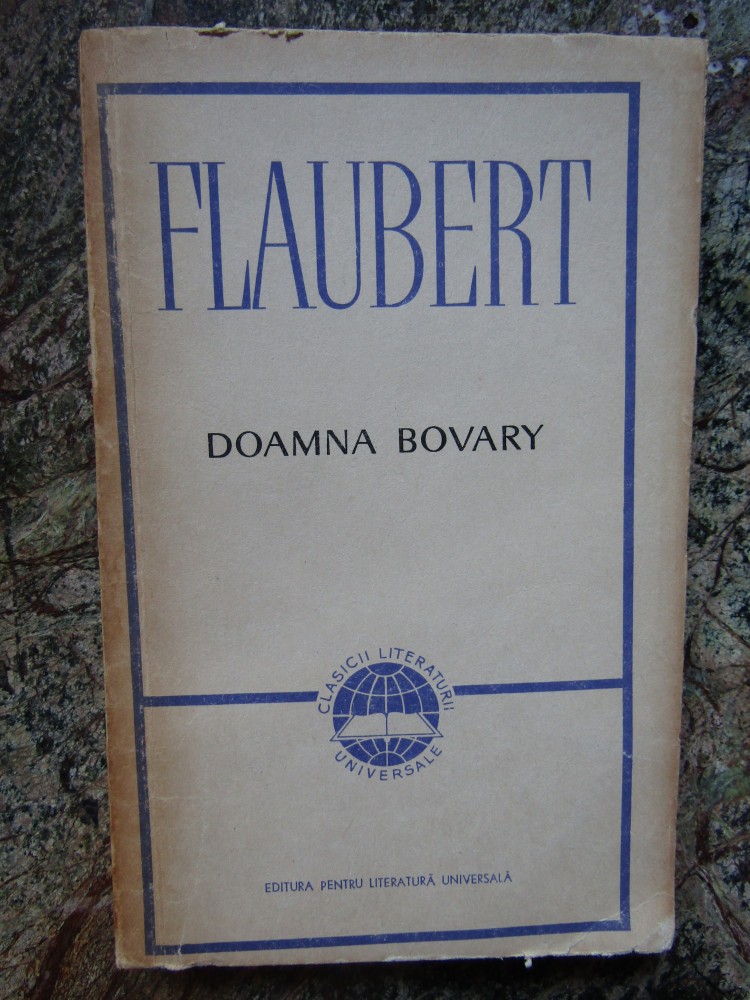 FLAUBERT
DOAMNA BOVARY
CLASICII LITERATURII
UNIVERSALE
EDITURA PENTRU LITERATURĂ UNIVERSALĂ